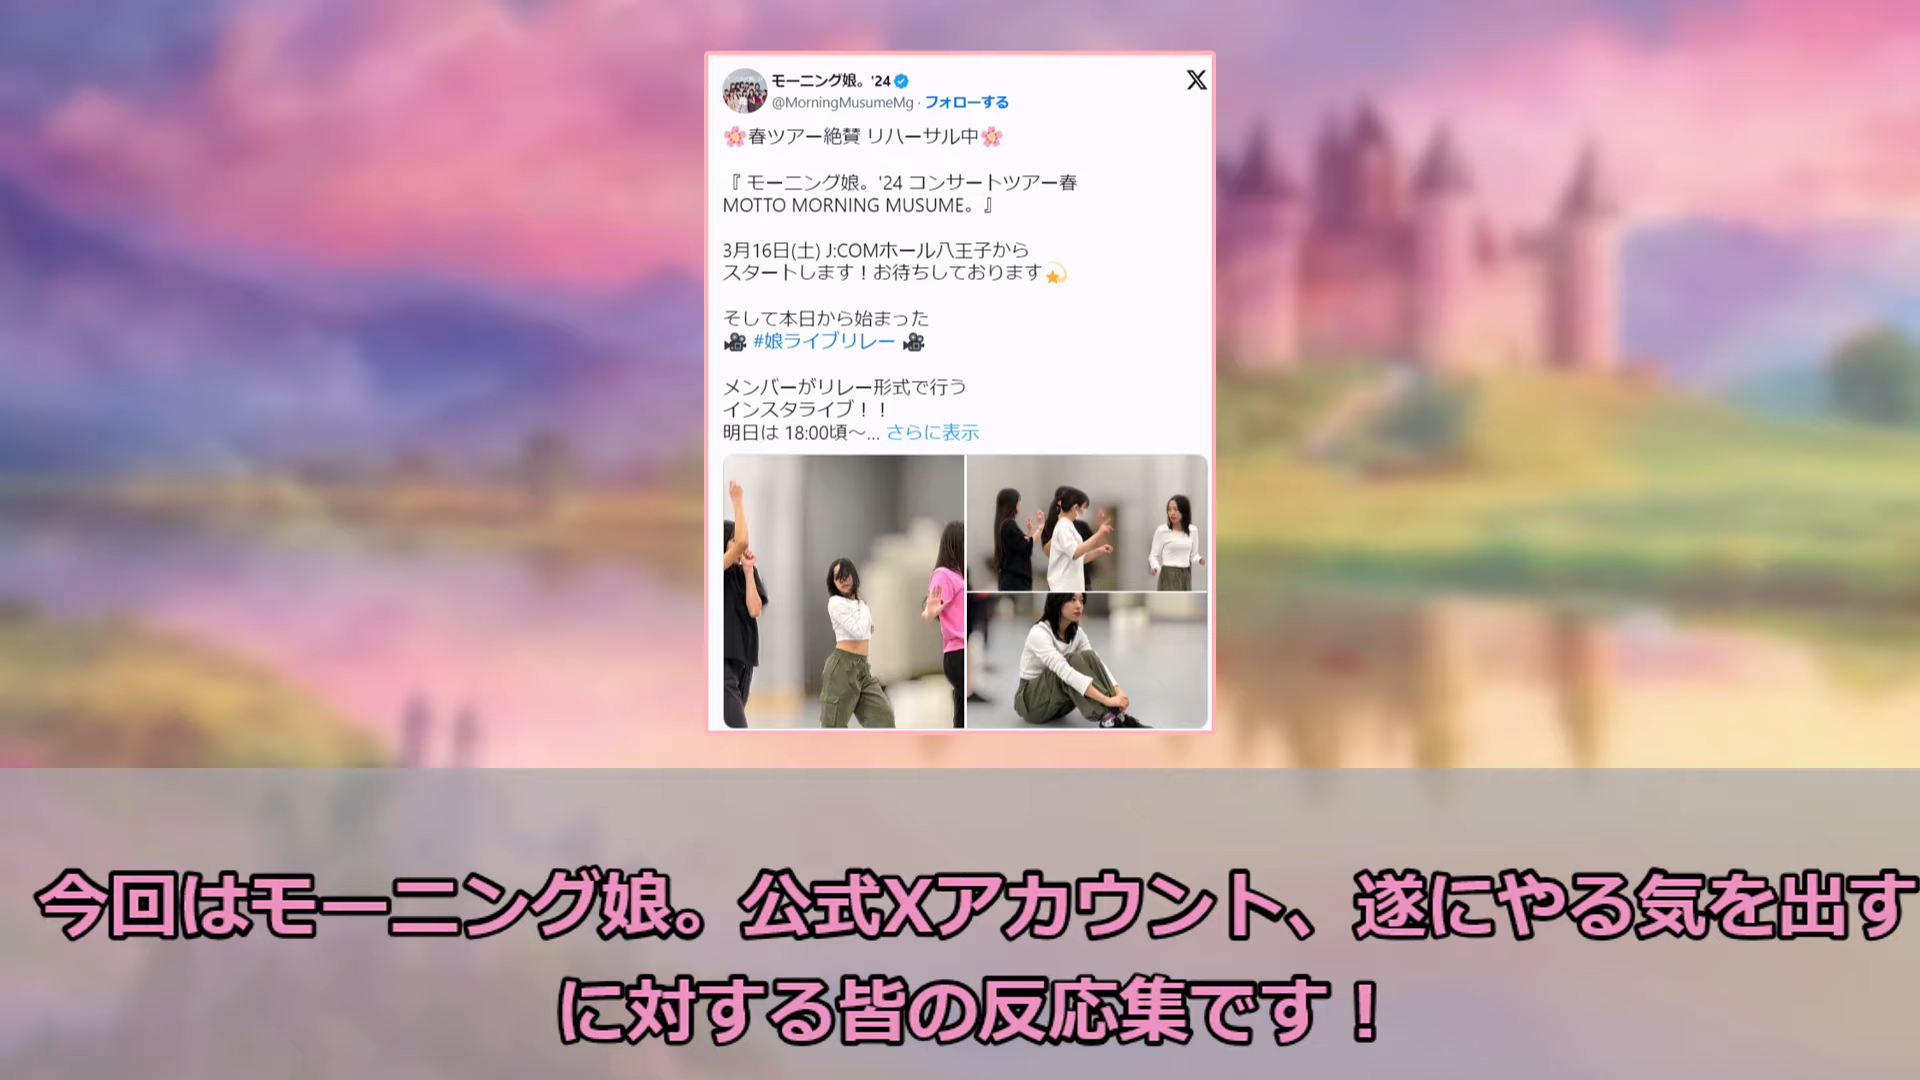 モーニング娘。'24
@MorningMusumeMg · フォローする
🌸春ツアー絶賛 リハーサル中🌸
『 モーニング娘。'24 コンサートツアー春
MOTTO MORNING MUSUME。』
3月16日(土) J:COMホール八王子から
スタートします！お待ちしております💫
そして本日から始まった
🎥 #娘ライブリレー 🎥
メンバーがリレー形式で行う
インスタライブ！！
明日は 18:00頃〜... さらに表示
今回はモーニング娘。公式Xアカウント、遂にやる気を出す
に対する皆の反応集です！